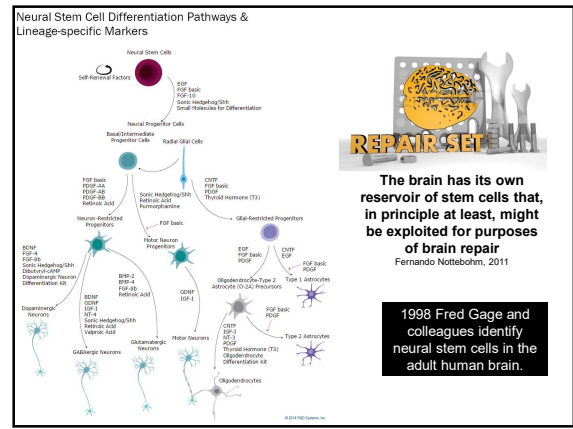 Neural Stem Cell Differentiation Pathways &
Lineage-specific Markers
Neural Stem Cells
Self-Renewal Factors
EGF
FGF basic
FGF-10
Sonic Hedgehog/Shh
Small Molecules for Differentiation
Neural Progenitor Cells
Basal/Intermediate
Progenitor Cells
Radial Glial Cells
FGF basic
PDGF-AA
PDGF-AB
PDGF-BB
Retinoic Acid
Sonic Hedgehog/Shh
Retinoic Acid
Purmorphamine
CNTF
FGF basic
PDGF
Thyroid Hormone (T3)
Neuron-Restricted
Progenitors
FGF basic
Motor Neuron
Progenitors
Glial-Restricted Progenitors
BDNF
FGF-4
FGF-8b
Sonic Hedgehog/Shh
Dibutyryl-cAMP
Dopaminergic Neuron
Differentiation Kit
BDNF
GDNF
IGF-I
NT-4
Sonic Hedgehog/Shh
Retinoic Acid
Valproic Acid
BMP-2
BMP-4
FGF-8b
Retinoic Acid
GDNF
IGF-I
EGF
FGF basic
PDGF
CNTF
EGF
FGF basic
PDGF
Oligodendrocyte-Type 2
Astrocyte (O-2A) Precursors
Type 1 Astrocytes
FGF basic
PDGF
Dopaminergic
Neurons
GABAergic Neurons
Glutamatergic
Neurons
Motor Neurons
CNTF
IGF-I
NT-3
PDGF
Thyroid Hormone (T3)
Oligodendrocyte
Differentiation Kit
Type 2 Astrocytes
Oligodendrocytes
© 2014 R&D Systems, Inc.
REPAIR SET
The brain has its own
reservoir of stem cells that,
in principle at least, might
be exploited for purposes
of brain repair
Fernando Nottebohm, 2011
1998 Fred Gage and
colleagues identify
neural stem cells in the
adult human brain.